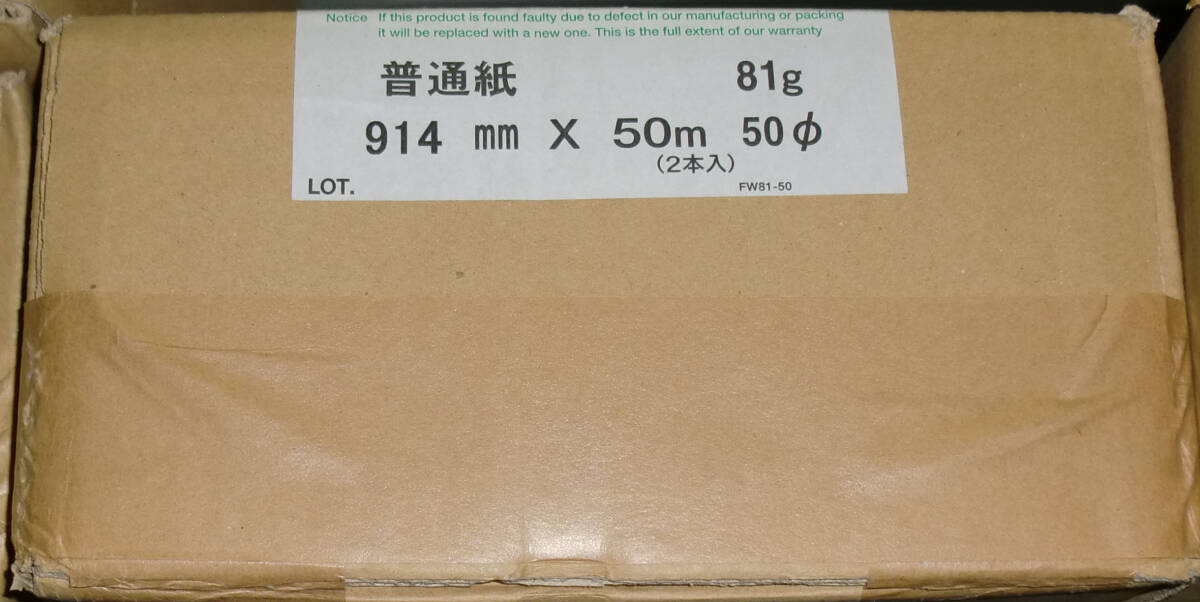 Notice If this product is found faulty due to defect in our manufacturing or packing
it will be replaced with a new one. This is the full extent of our warranty
普通紙 81g
914 mm X 50m 50φ
(2本入)
LOT. FW81-50